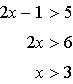 2x − 1 > 5
2x > 6
x > 3